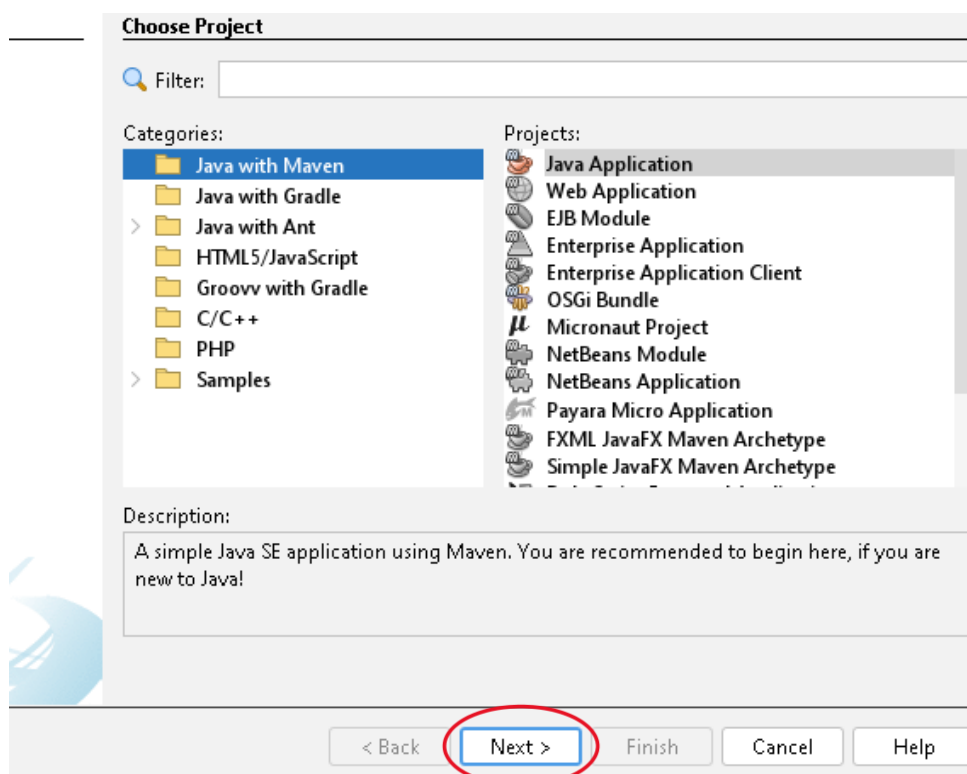 Choose Project
Filter:
Categories:
Java with Maven
Java with Gradle
Java with Ant
HTML5/JavaScript
Groovv with Gradle
C/C++
PHP
Samples
Projects:
Java Application
Web Application
EJB Module
Enterprise Application
Enterprise Application Client
OSGi Bundle
Micronaut Project
NetBeans Module
NetBeans Application
Payara Micro Application
FXML JavaFX Maven Archetype
Simple JavaFX Maven Archetype
Description:
A simple Java SE application using Maven. You are recommended to begin here, if you are
new to Java!
< Back
Next >
Finish
Cancel
Help